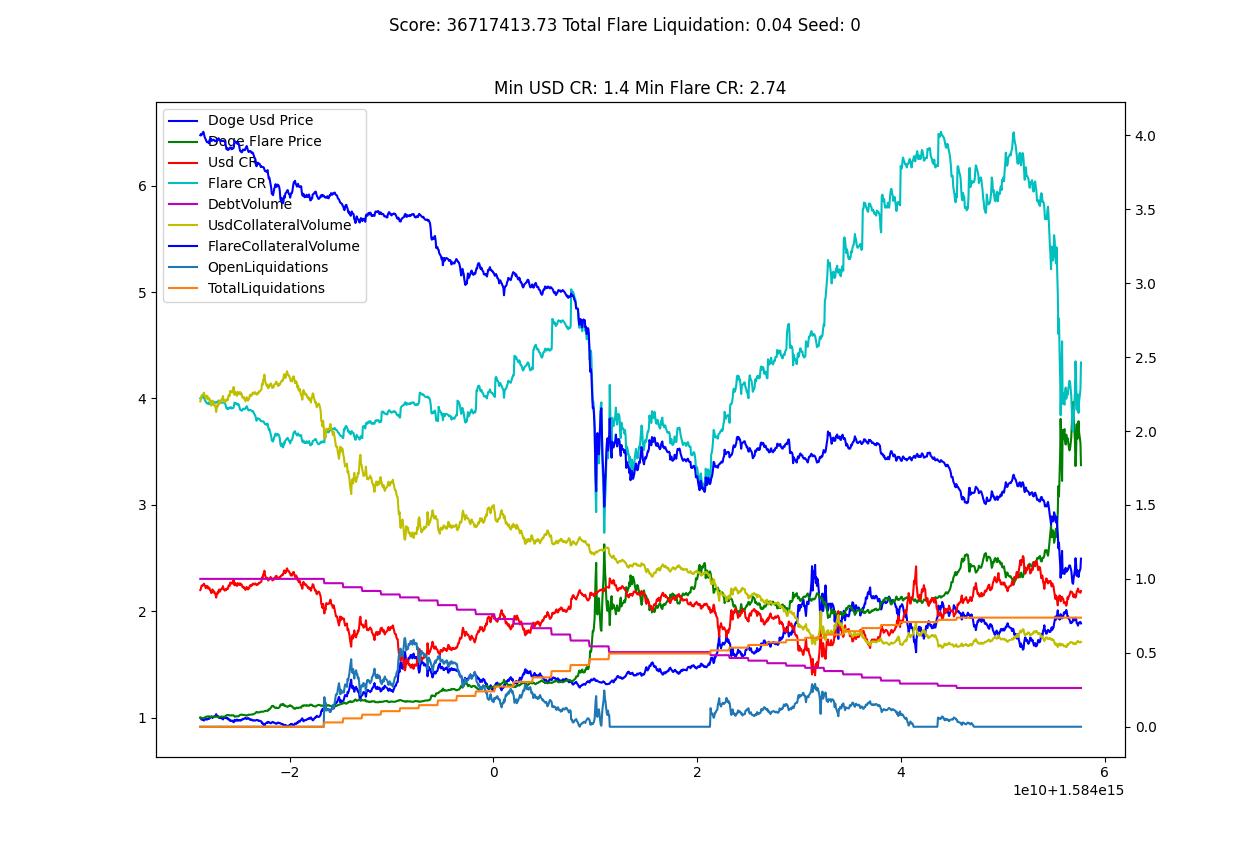 Score: 36717413.73 Total Flare Liquidation: 0.04 Seed: 0
Min USD CR: 1.4 Min Flare CR: 2.74
Doge Usd Price
Doge Flare Price
Usd CR
Flare CR
DebtVolume
UsdCollateralVolume
FlareCollateralVolume
OpenLiquidations
TotalLiquidations
6
5
4
3
2
1
4.0
3.5
3.0
2.5
2.0
1.5
1.0
0.5
0.0
−2
0
2
4
6
1e10+1.584e15